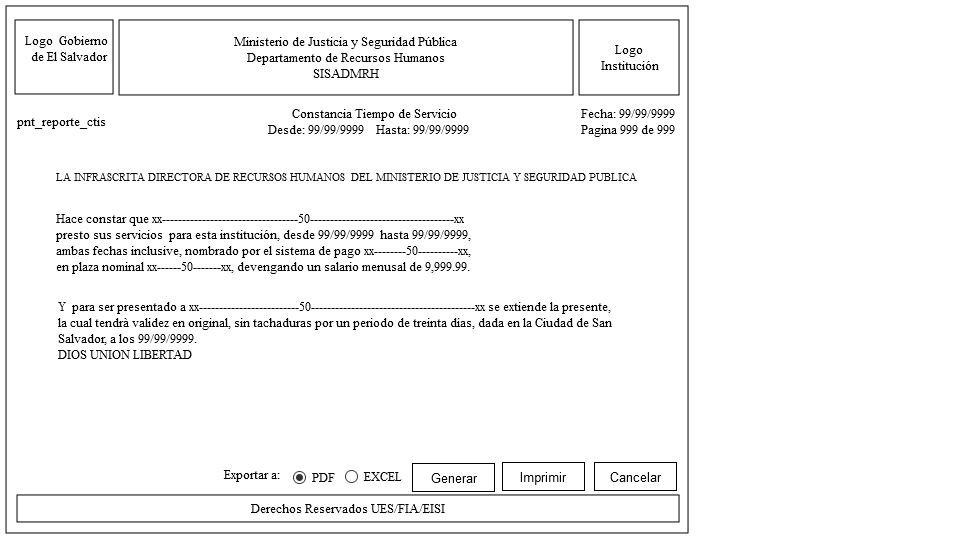 Logo Gobierno
de El Salvador
Ministerio de Justicia y Seguridad Pública
Departamento de Recursos Humanos
SISADMRH
Logo
Institución
pnt_reporte_ctis
Constancia Tiempo de Servicio
Desde: 99/99/9999 Hasta: 99/99/9999
Fecha: 99/99/9999
Pagina 999 de 999
LA INFRASCRITA DIRECTORA DE RECURSOS HUMANOS DEL MINISTERIO DE JUSTICIA Y SEGURIDAD PUBLICA
Hace constar que xx----------------------------------50------------------------------------xx
presto sus servicios para esta institución, desde 99/99/9999 hasta 99/99/9999,
ambas fechas inclusive, nombrado por el sistema de pago xx--------50----------xx,
en plaza nominal xx------50-------xx, devengando un salario menusal de 9,999.99.
Y para ser presentado a xx-------------------------50-----------------------------------------xx se extiende la presente,
la cual tendrà validez en original, sin tachaduras por un periodo de treinta dias, dada en la Ciudad de San
Salvador, a los 99/99/9999.
DIOS UNION LIBERTAD
Exportar a: PDF EXCEL Generar Imprimir Cancelar
Derechos Reservados UES/FIA/EISI